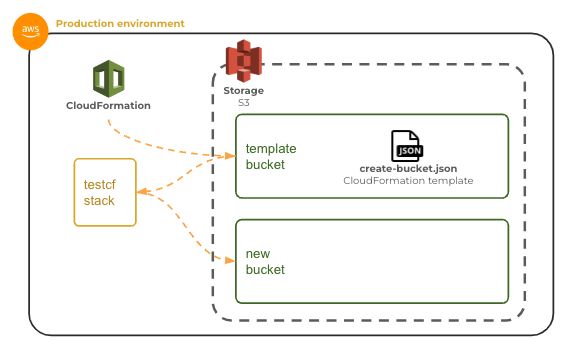 aws
Production environment
CloudFormation
Storage
S3
template
bucket
JSON
create-bucket.json
CloudFormation template
testcf
stack
new
bucket